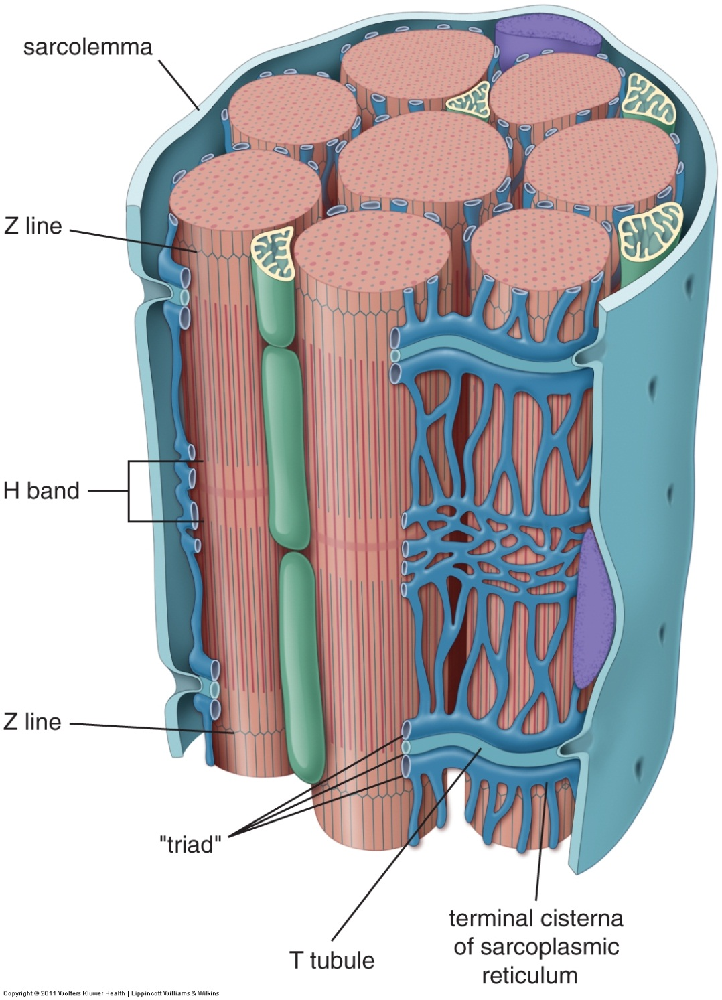 sarcolemma
Z line
H band
Z line
"triad"
T tubule
terminal cisterna
of sarcoplasmic
reticulum
Copyright © 2011 Wolters Kluwer Health | Lippincott Williams & Wilkins